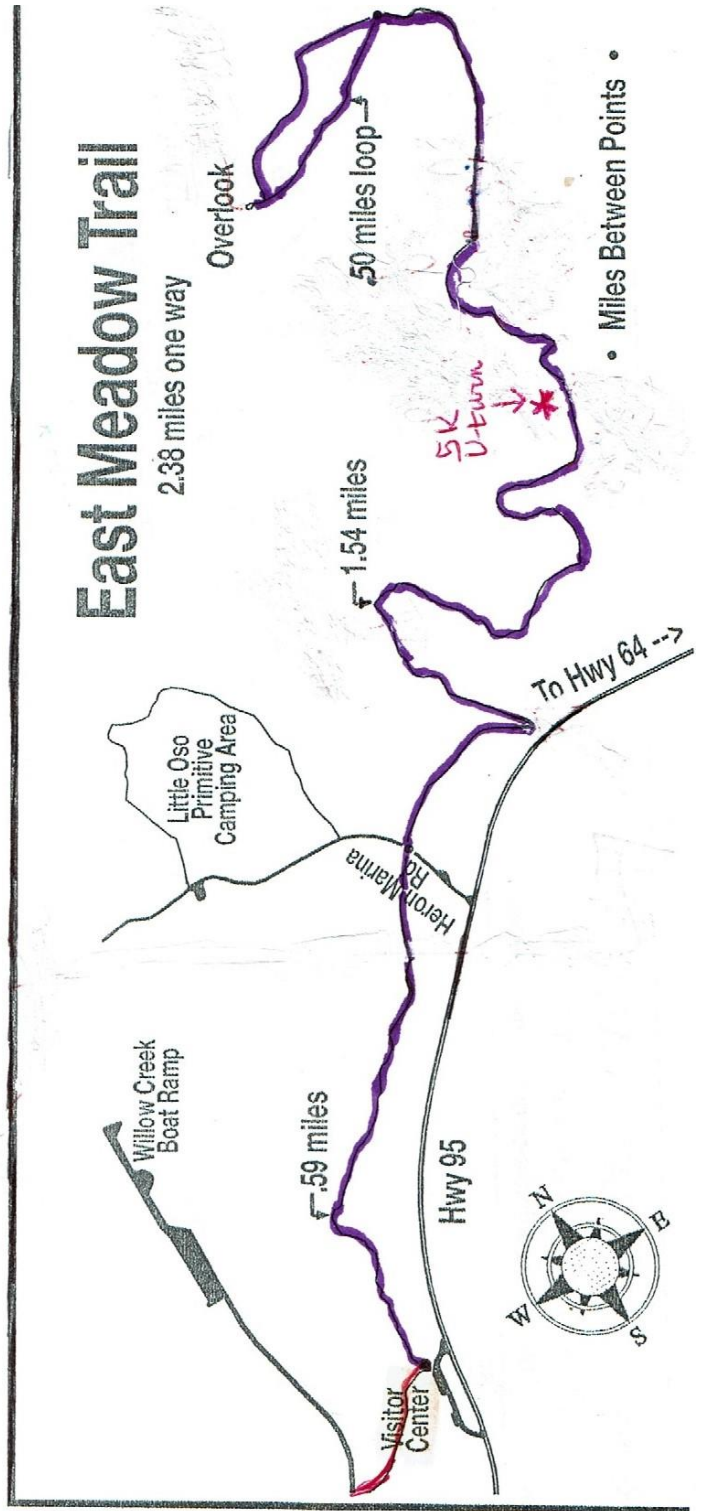 East Meadow Trail
2.38 miles one way
Overlook
.50 miles loop
5K
U-turn
• Miles Between Points •
1.54 miles
To Hwy 64 -->
Little Oso
Primitive
Camping Area
Heron Marina
Rd
Willow Creek
Boat Ramp
.59 miles
Hwy 95
Visitor
Center
N
E
S
W